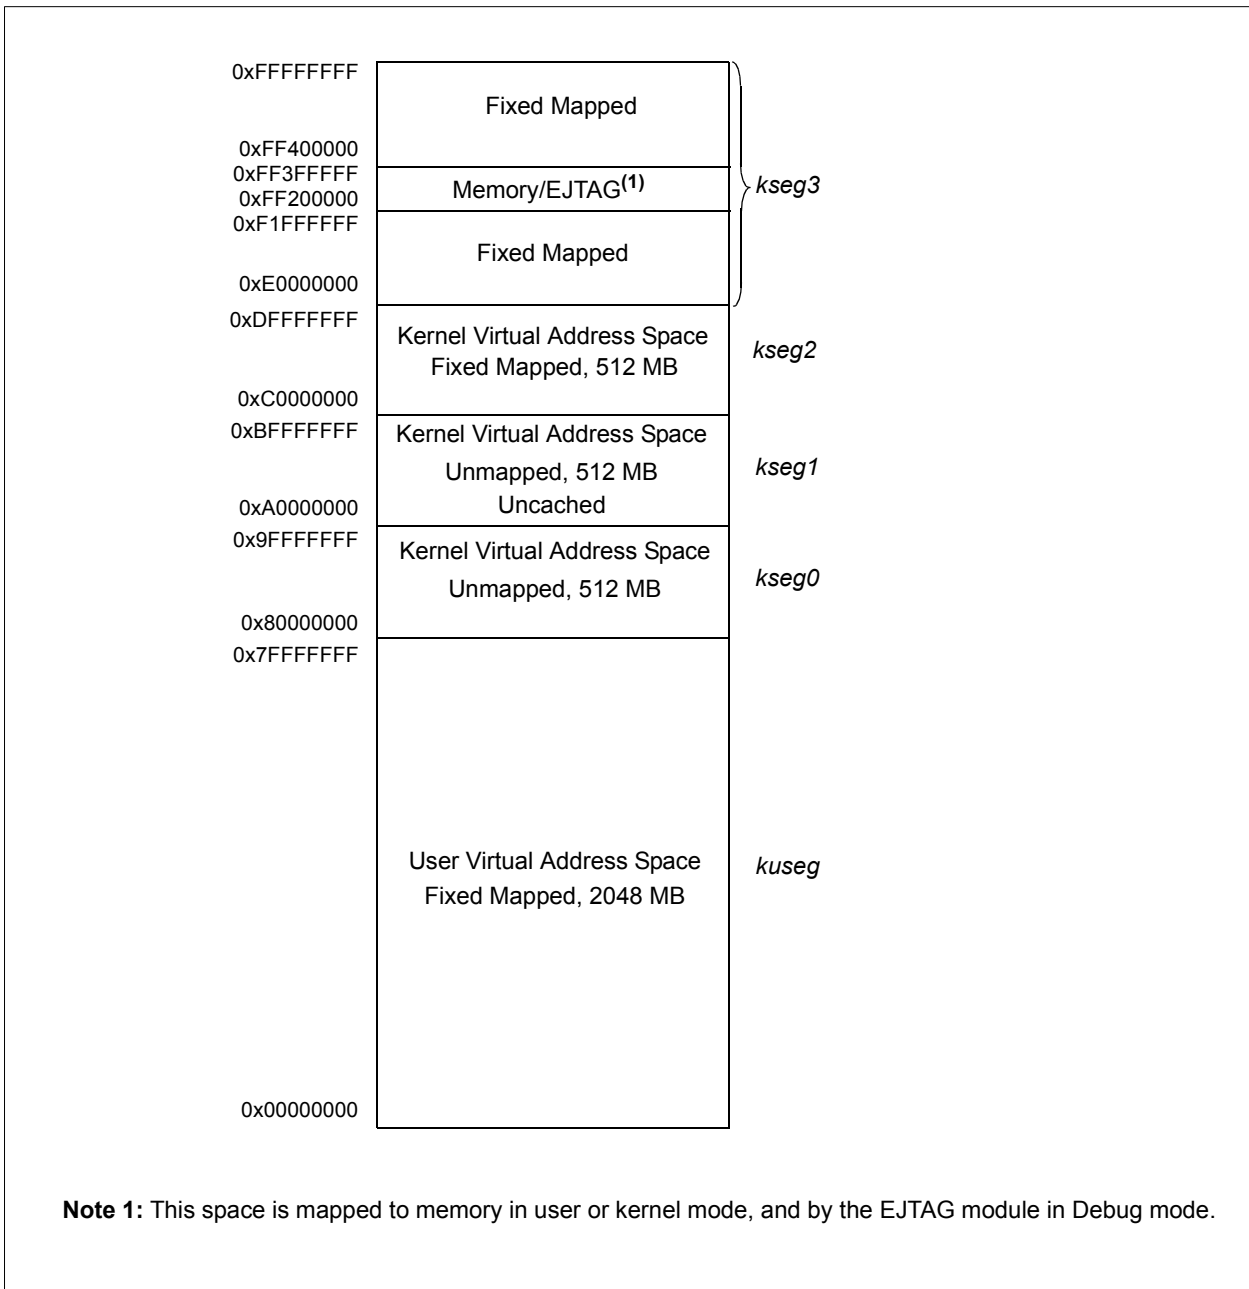 0xFFFFFFFF
Fixed Mapped
0xFF400000
0xFF3FFFFF
Memory/EJTAG(1)
kseg3
0xFF200000
0xF1FFFFFF
Fixed Mapped
0xE0000000
0xDFFFFFFF
Kernel Virtual Address Space
Fixed Mapped, 512 MB
kseg2
0xC0000000
0xBFFFFFFF
Kernel Virtual Address Space
Unmapped, 512 MB
kseg1
Uncached
0xA0000000
0x9FFFFFFF
Kernel Virtual Address Space
Unmapped, 512 MB
kseg0
0x80000000
0x7FFFFFFF
User Virtual Address Space
Fixed Mapped, 2048 MB
kuseg
0x00000000
Note 1: This space is mapped to memory in user or kernel mode, and by the EJTAG module in Debug mode.